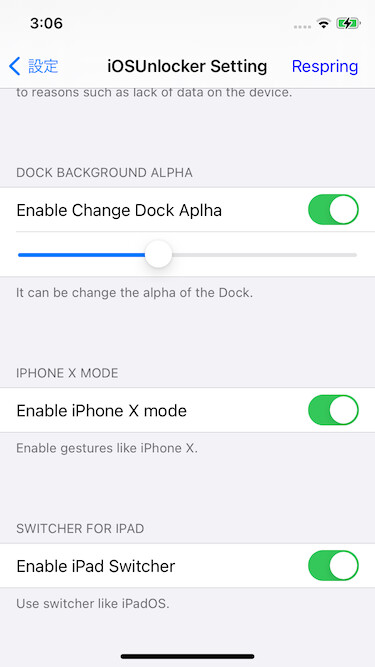 3:06
設定
iOSUnlocker Setting
Respring
to reasons such as lack of data on the device.
DOCK BACKGROUND ALPHA
Enable Change Dock Aplha
It can be change the alpha of the Dock.
IPHONE X MODE
Enable iPhone X mode
Enable gestures like iPhone X.
SWITCHER FOR IPAD
Enable iPad Switcher
Use switcher like iPadOS.